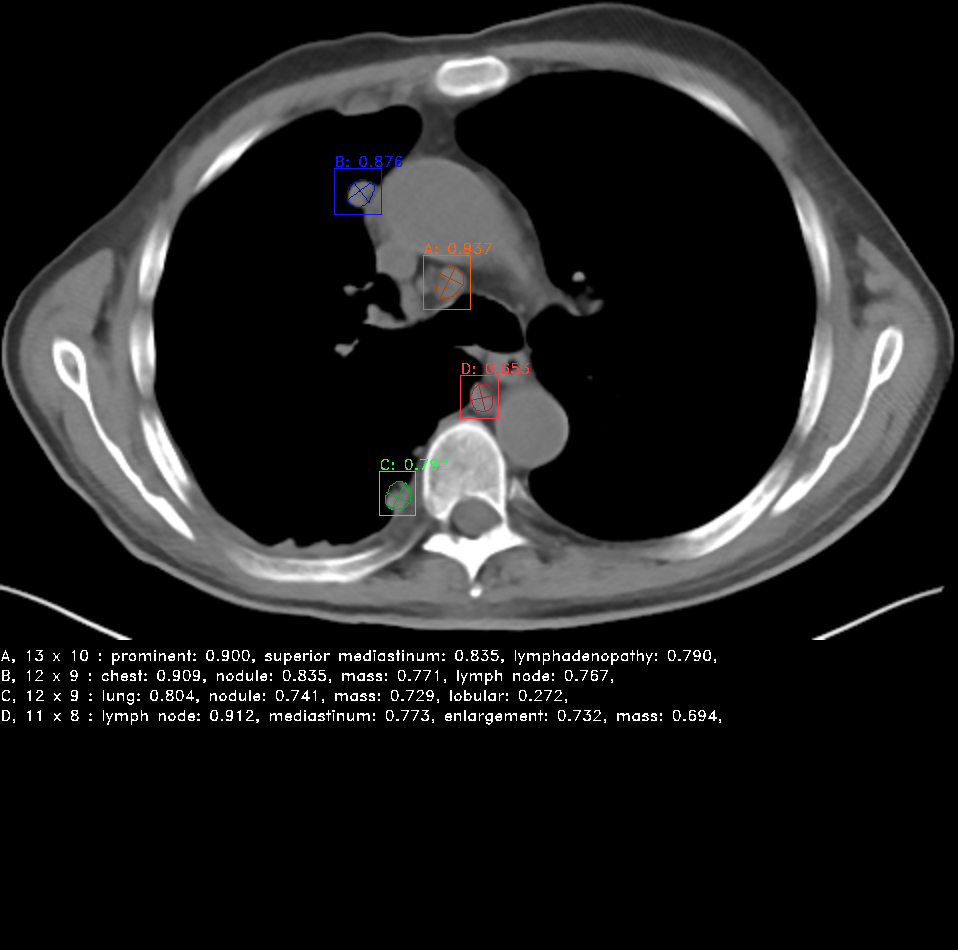 B: 0.876
A: 0.937
D: 0.655
C:
A, 13 x 10 : prominent: 0.900, superior mediastinum: 0.835, lymphadenopathy: 0.790,
B, 12 x 9 : chest: 0.909, nodule: 0.835, mass: 0.771, lymph node: 0.767,
C, 12 x 9 : lung: 0.804, nodule: 0.741, mass: 0.729, lobular: 0.272,
D, 11 x 8 : lymph node: 0.912, mediastinum: 0.773, enlargement: 0.732, mass: 0.694,